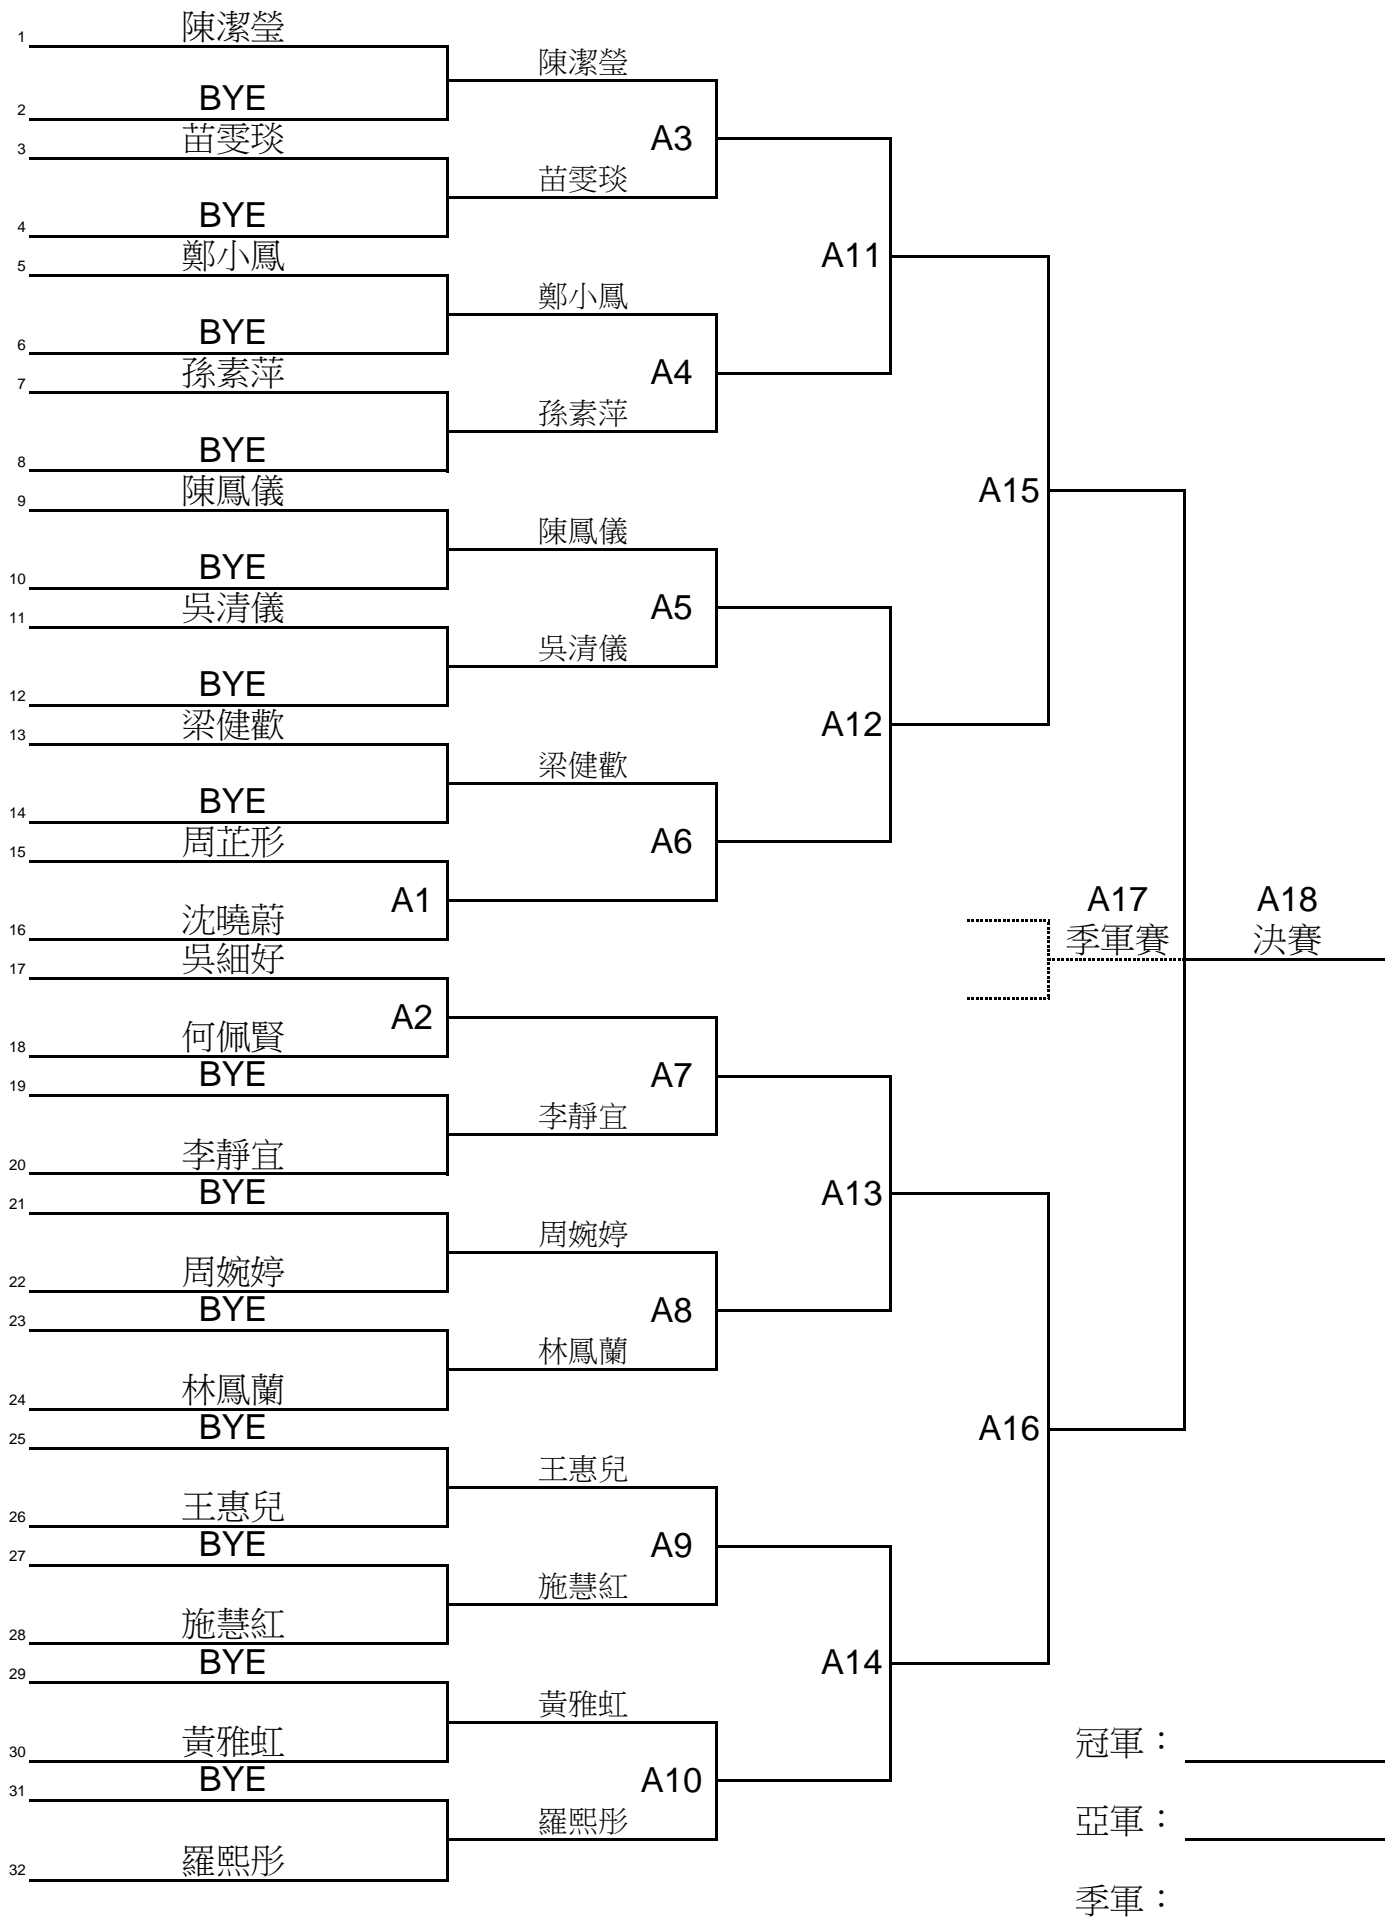 1 陳潔瑩
2 BYE
3 苗雯琰
4 BYE
5 鄭小鳳
6 BYE
7 孫素萍
8 BYE
9 陳鳳儀
10 BYE
11 吳清儀
12 BYE
13 梁健歡
14 BYE
15 周芷形
16 沈曉蔚
17 吳細好
18 何佩賢
19 BYE
20 李靜宜
21 BYE
22 周婉婷
23 BYE
24 林鳳蘭
25 BYE
26 王惠兒
27 BYE
28 施慧紅
29 BYE
30 黃雅虹
31 BYE
32 羅熙彤
陳潔瑩
苗雯琰
鄭小鳳
孫素萍
陳鳳儀
吳清儀
梁健歡
A1
A2
李靜宜
周婉婷
林鳳蘭
王惠兒
施慧紅
黃雅虹
羅熙彤
A3
A4
A5
A6
A7
A8
A9
A10
A11
A12
A13
A14
A15
A16
A17
季軍賽
A18
決賽
冠軍：
亞軍：
季軍：